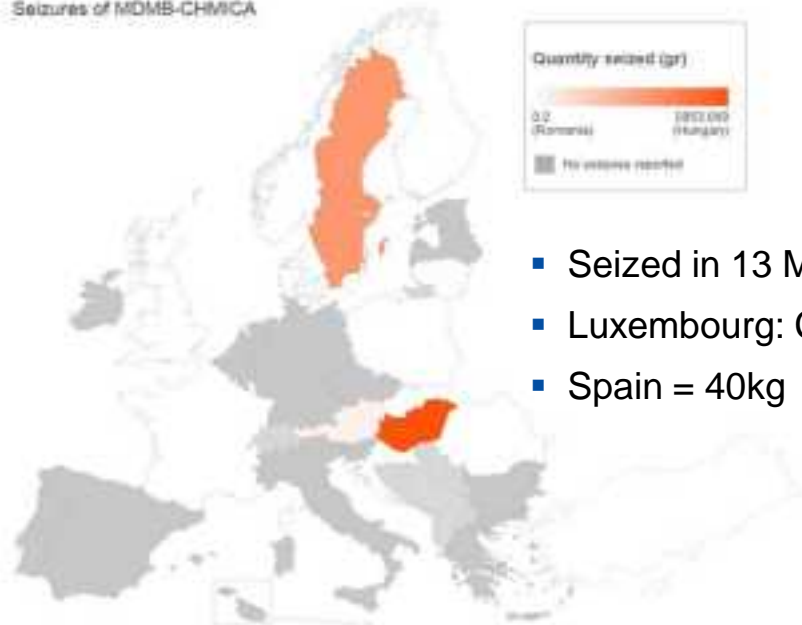 Seizures of MDMB-CHMICA
Quantity seized (gr)
0.2
(Romania)
(Hungary)
No seizures reported
▪ Seized in 13 M
▪ Luxembourg:
▪ Spain = 40kg